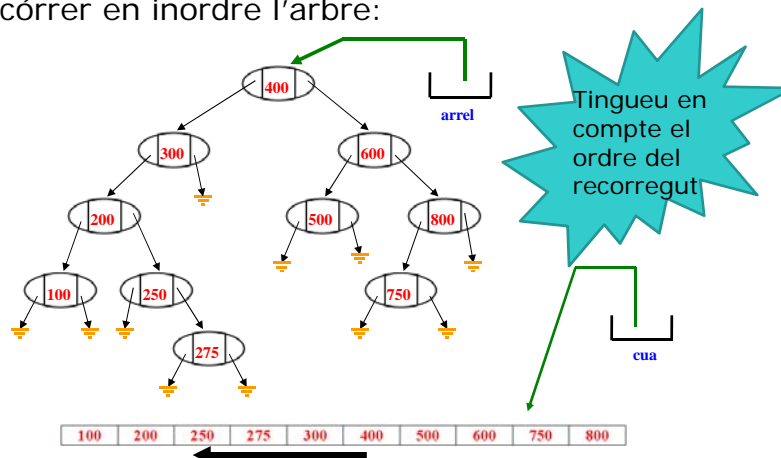 córrer en inordre l'arbre:
400
arrel
Tingueu en
compte el
ordre del
recorregut
300
600
200
500
800
100
250
750
275
cua
100 200 250 275 300 400 500 600 750 800